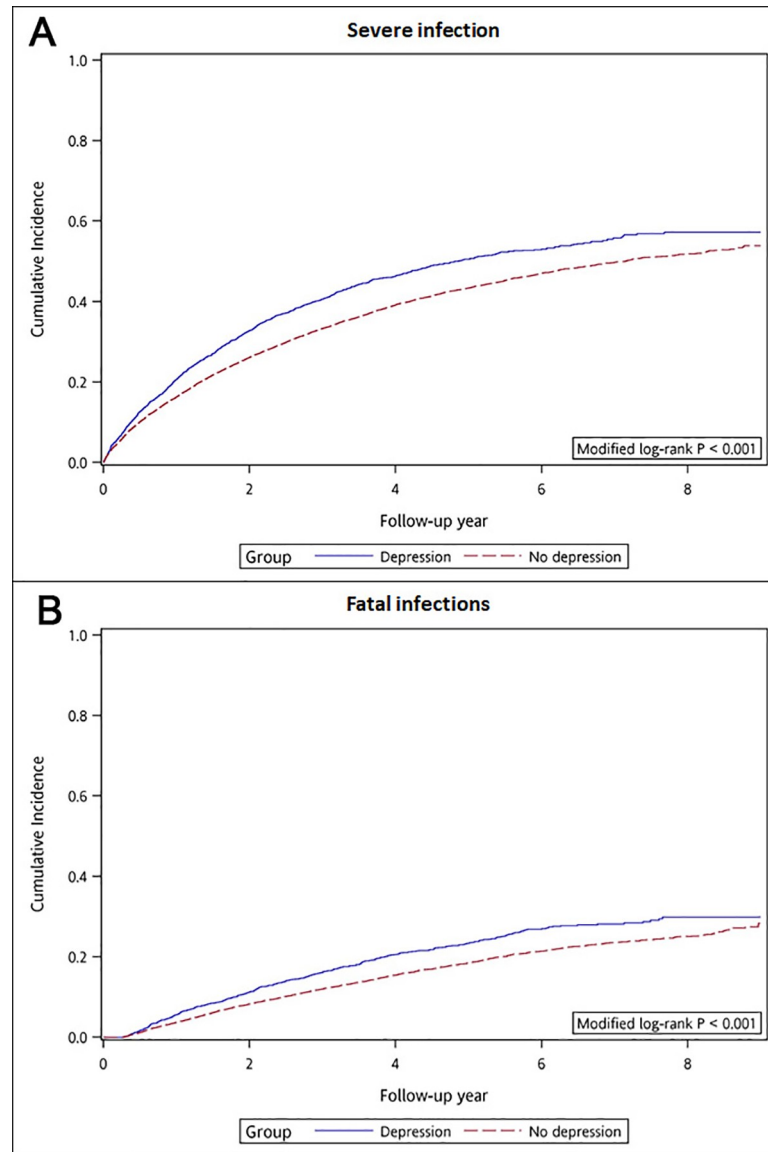 A
Severe infection
1.0
0.8
0.6
0.4
0.2
0.0
Cumulative Incidence
Modified log-rank P < 0.001
0 2 4 6 8
Follow-up year
Group Depression No depression
B
Fatal infections
1.0
0.8
0.6
0.4
0.2
0.0
Cumulative Incidence
Modified log-rank P < 0.001
0 2 4 6 8
Follow-up year
Group Depression No depression